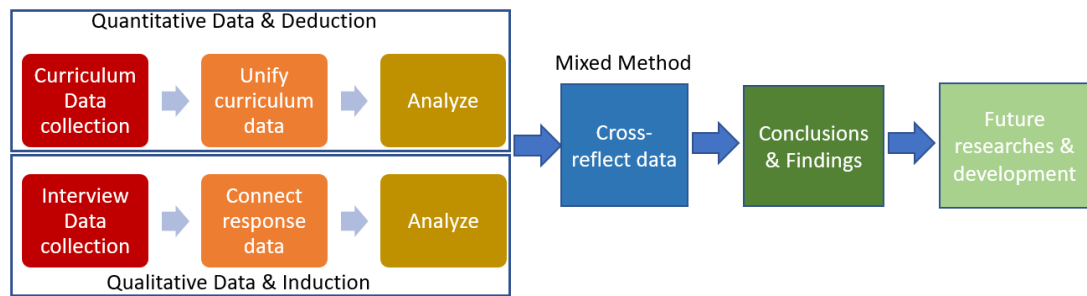 Quantitative Data & Deduction
Curriculum
Data
collection
Unify
curriculum
data
Analyze
Interview
Data
collection
Connect
response
data
Analyze
Qualitative Data & Induction
Mixed Method
Cross-
reflect data
Conclusions
& Findings
Future
researches &
development